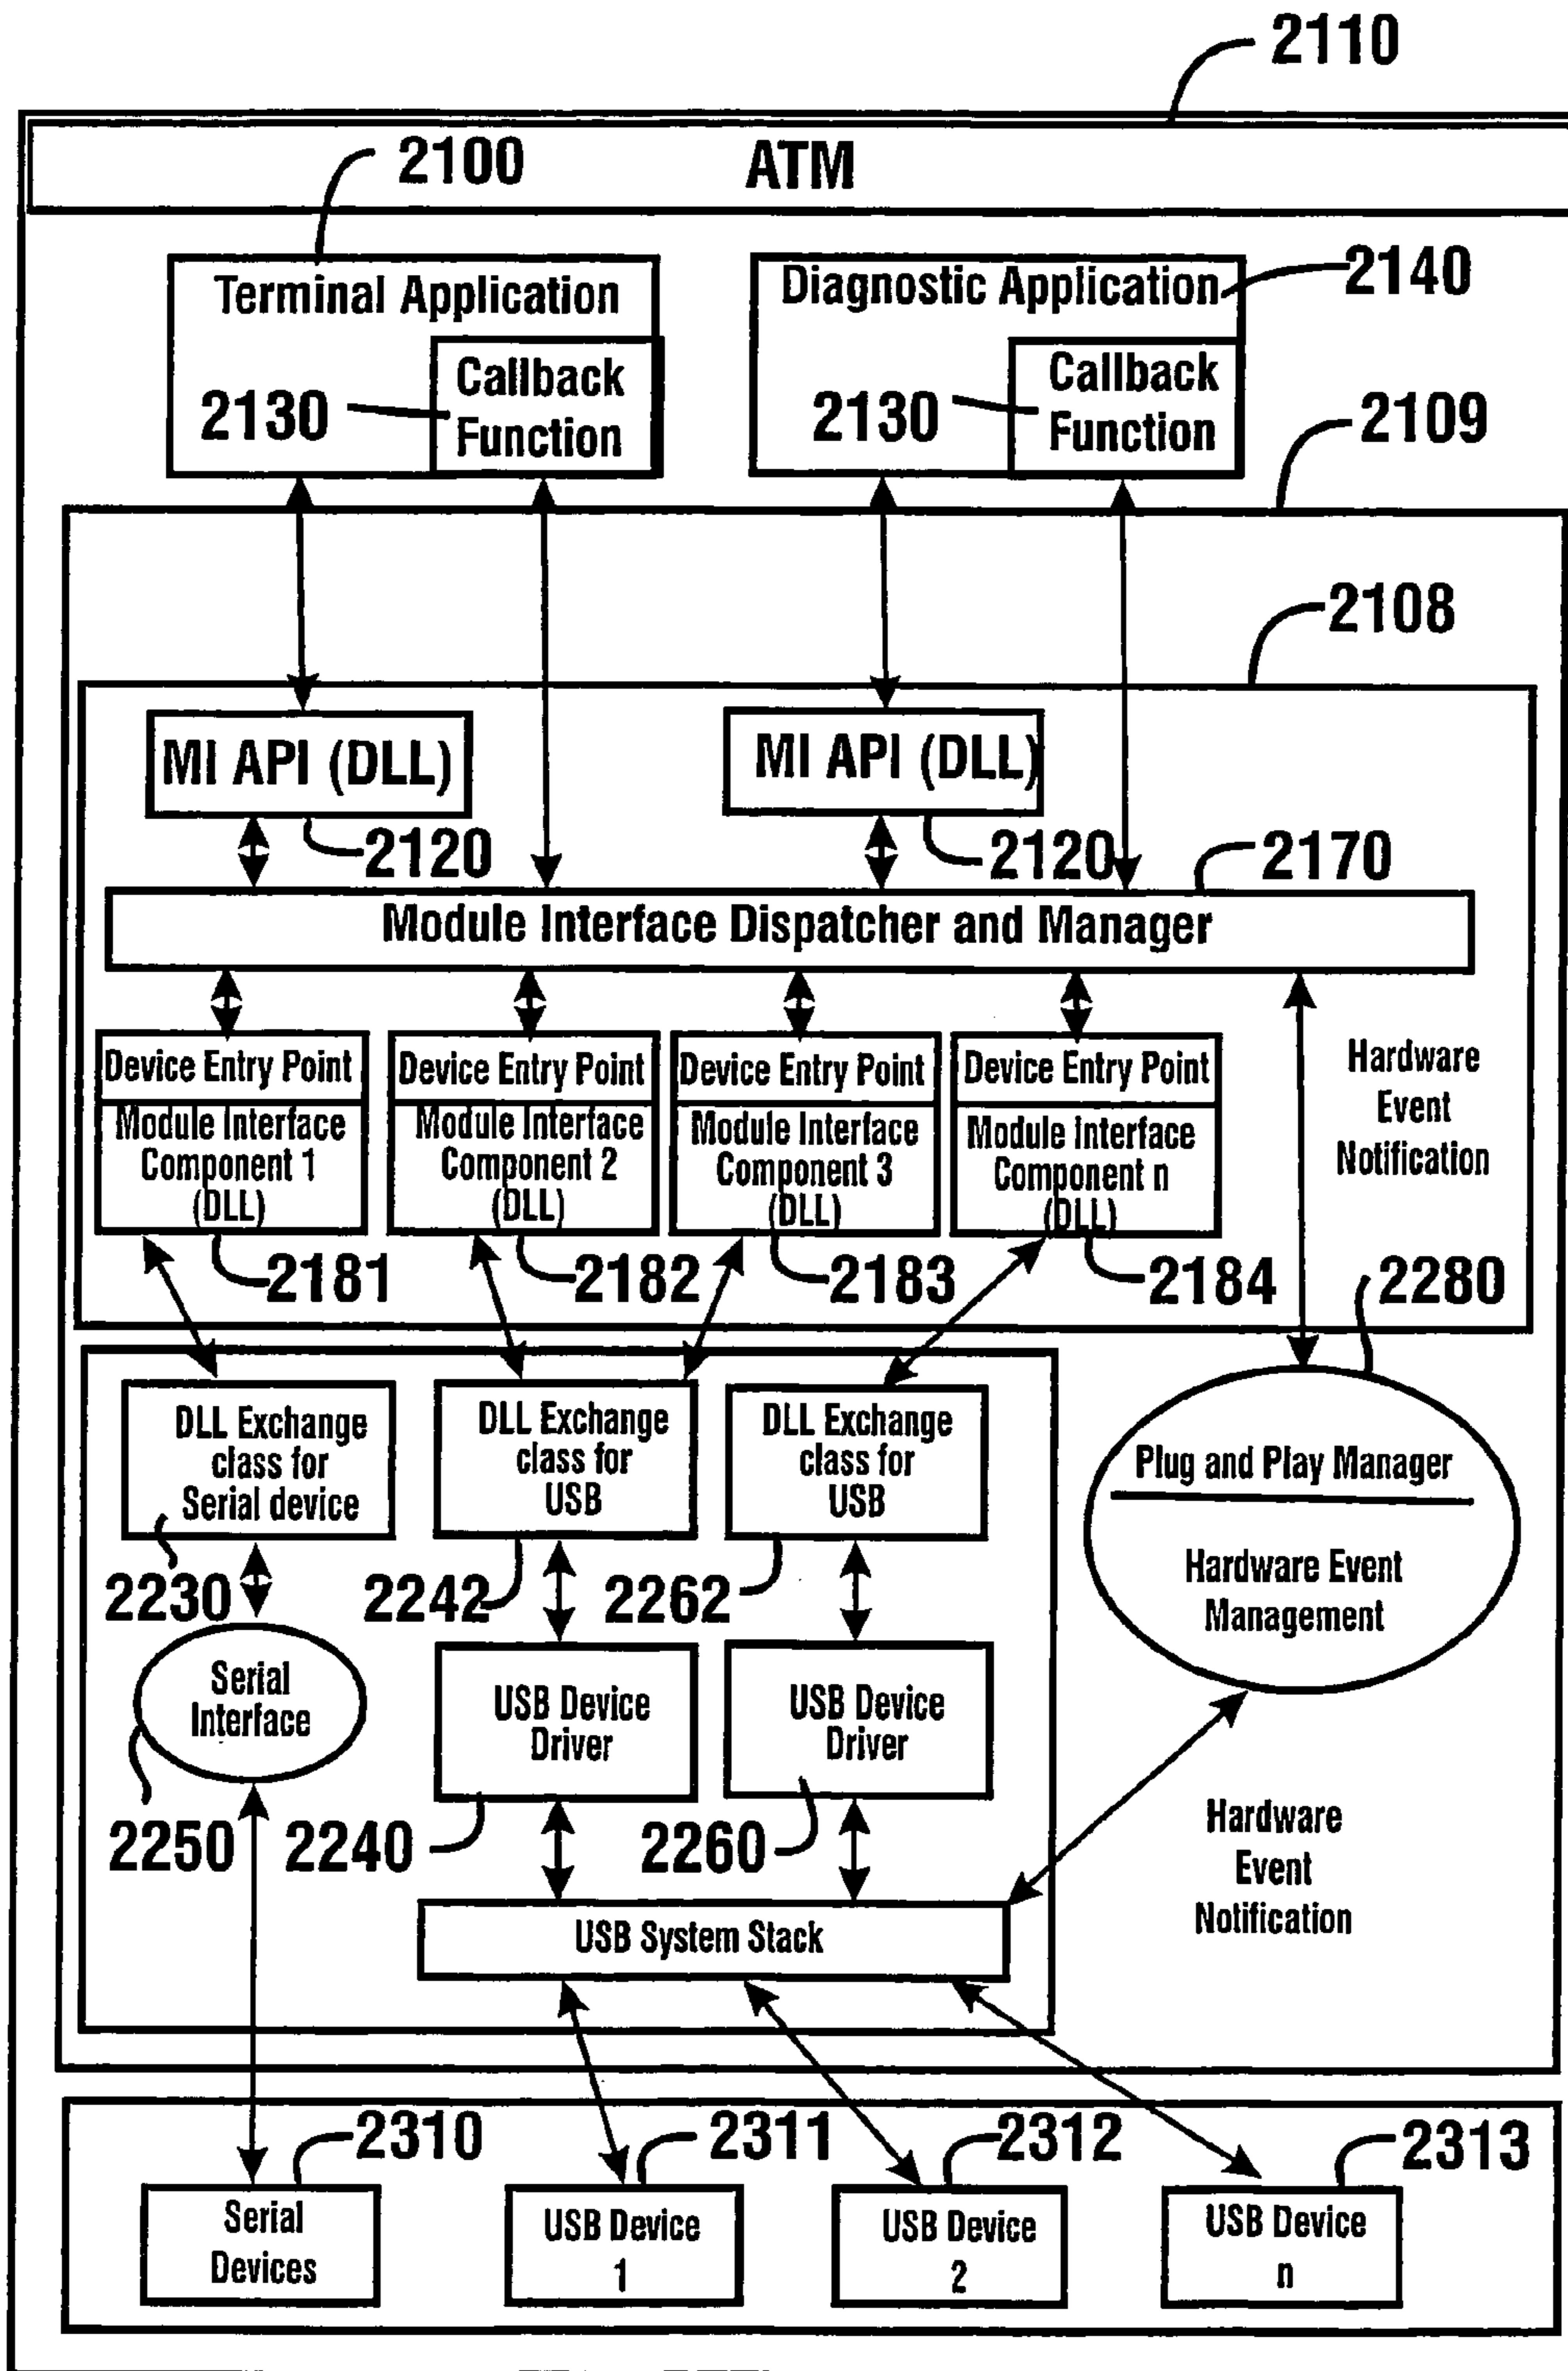 2110
ATM
2100
Terminal Application
Callback
Function
2130
Diagnostic Application
2140
Callback
Function
2130
2109
2108
MI API (DLL)
2120
MI API (DLL)
2120
2170
Module Interface Dispatcher and Manager
Device Entry Point
Module Interface
Component 1
(DLL)
2181
Device Entry Point
Module Interface
Component 2
(DLL)
2182
Device Entry Point
Module Interface
Component 3
(DLL)
2183
Device Entry Point
Module Interface
Component n
(DLL)
2184
Hardware
Event
Notification
2280
DLL Exchange
class for
Serial device
2230
DLL Exchange
class for
USB
2242
DLL Exchange
class for
USB
2262
Plug and Play Manager
Hardware Event
Management
Serial
Interface
2250
USB Device
Driver
2240
USB Device
Driver
2260
Hardware
Event
Notification
USB System Stack
2310
Serial
Devices
2311
USB Device
1
2312
USB Device
2
2313
USB Device
n